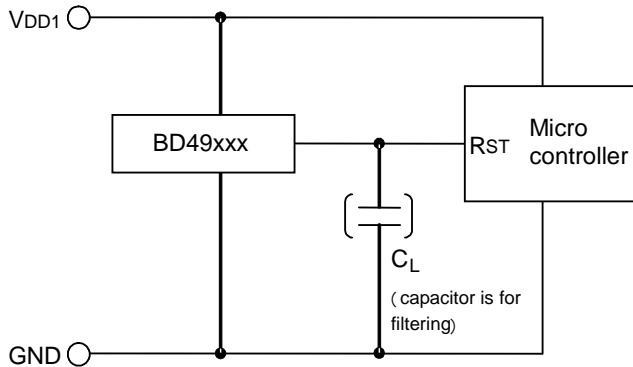 VDD1
BD49xxx
RST
Micro
controller
CL
(capacitor is for
filtering)
GND